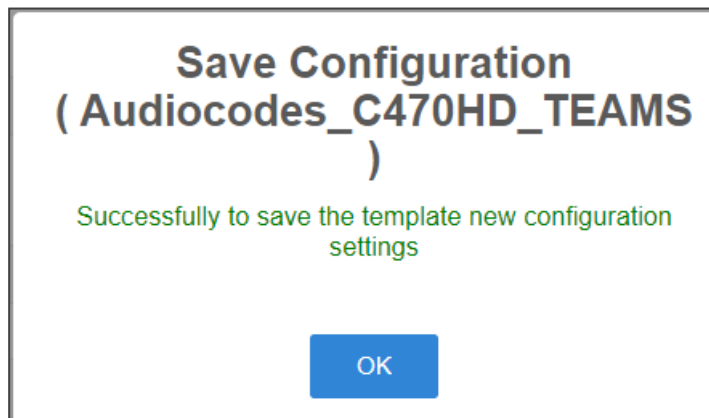 Save Configuration
( Audiocodes_C470HD_TEAMS
)
Successfully to save the template new configuration
settings
OK